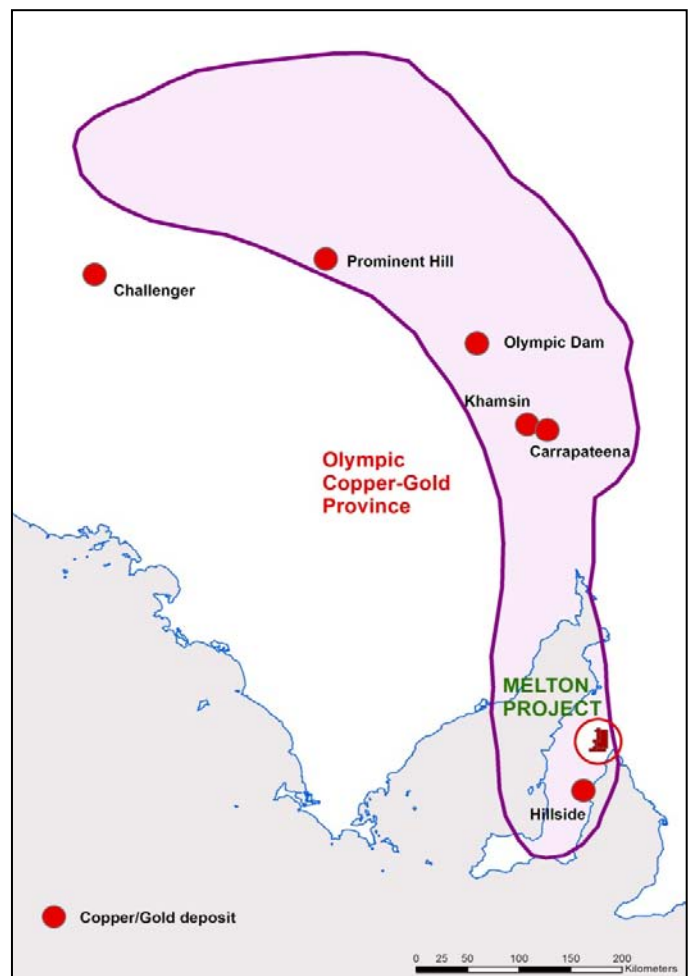 Prominent Hill
Challenger
Olympic Dam
Khamsin
Carrapateena
Olympic
Copper-Gold
Province
MELTON
PROJECT
Hillside
Copper/Gold deposit
0 25 50 100 150 200
Kilometers